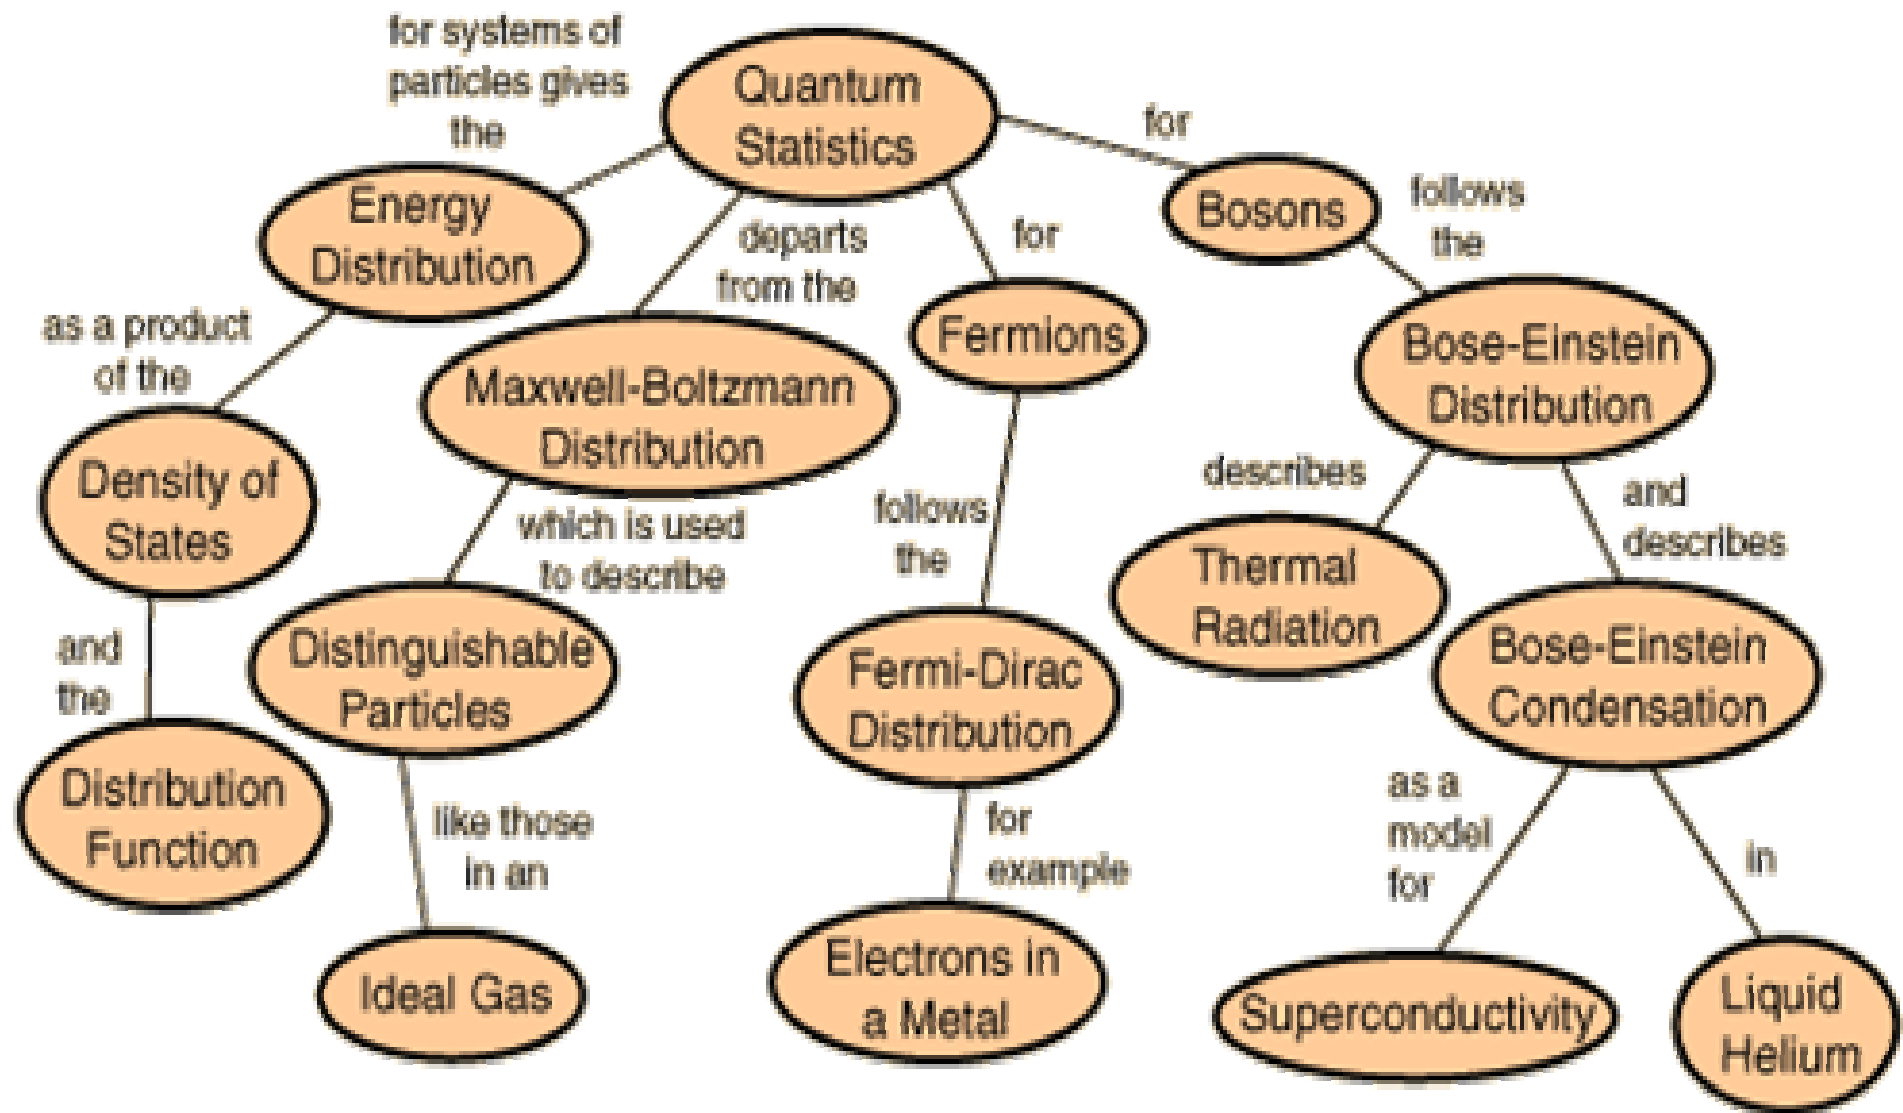 for systems of
particles gives
the
Quantum
Statistics
for
Energy
Distribution
departs
from the
for
Bosons
follows
the
as a product
of the
Maxwell-Boltzmann
Distribution
Fermions
Bose-Einstein
Distribution
Density of
States
which is used
to describe
follows
the
describes
and
describes
and
the
Distinguishable
Particles
Fermi-Dirac
Distribution
Thermal
Radiation
Bose-Einstein
Condensation
Distribution
Function
like those
in an
for
example
as a
model
for
in
Ideal Gas
Electrons in
a Metal
Superconductivity
Liquid
Helium